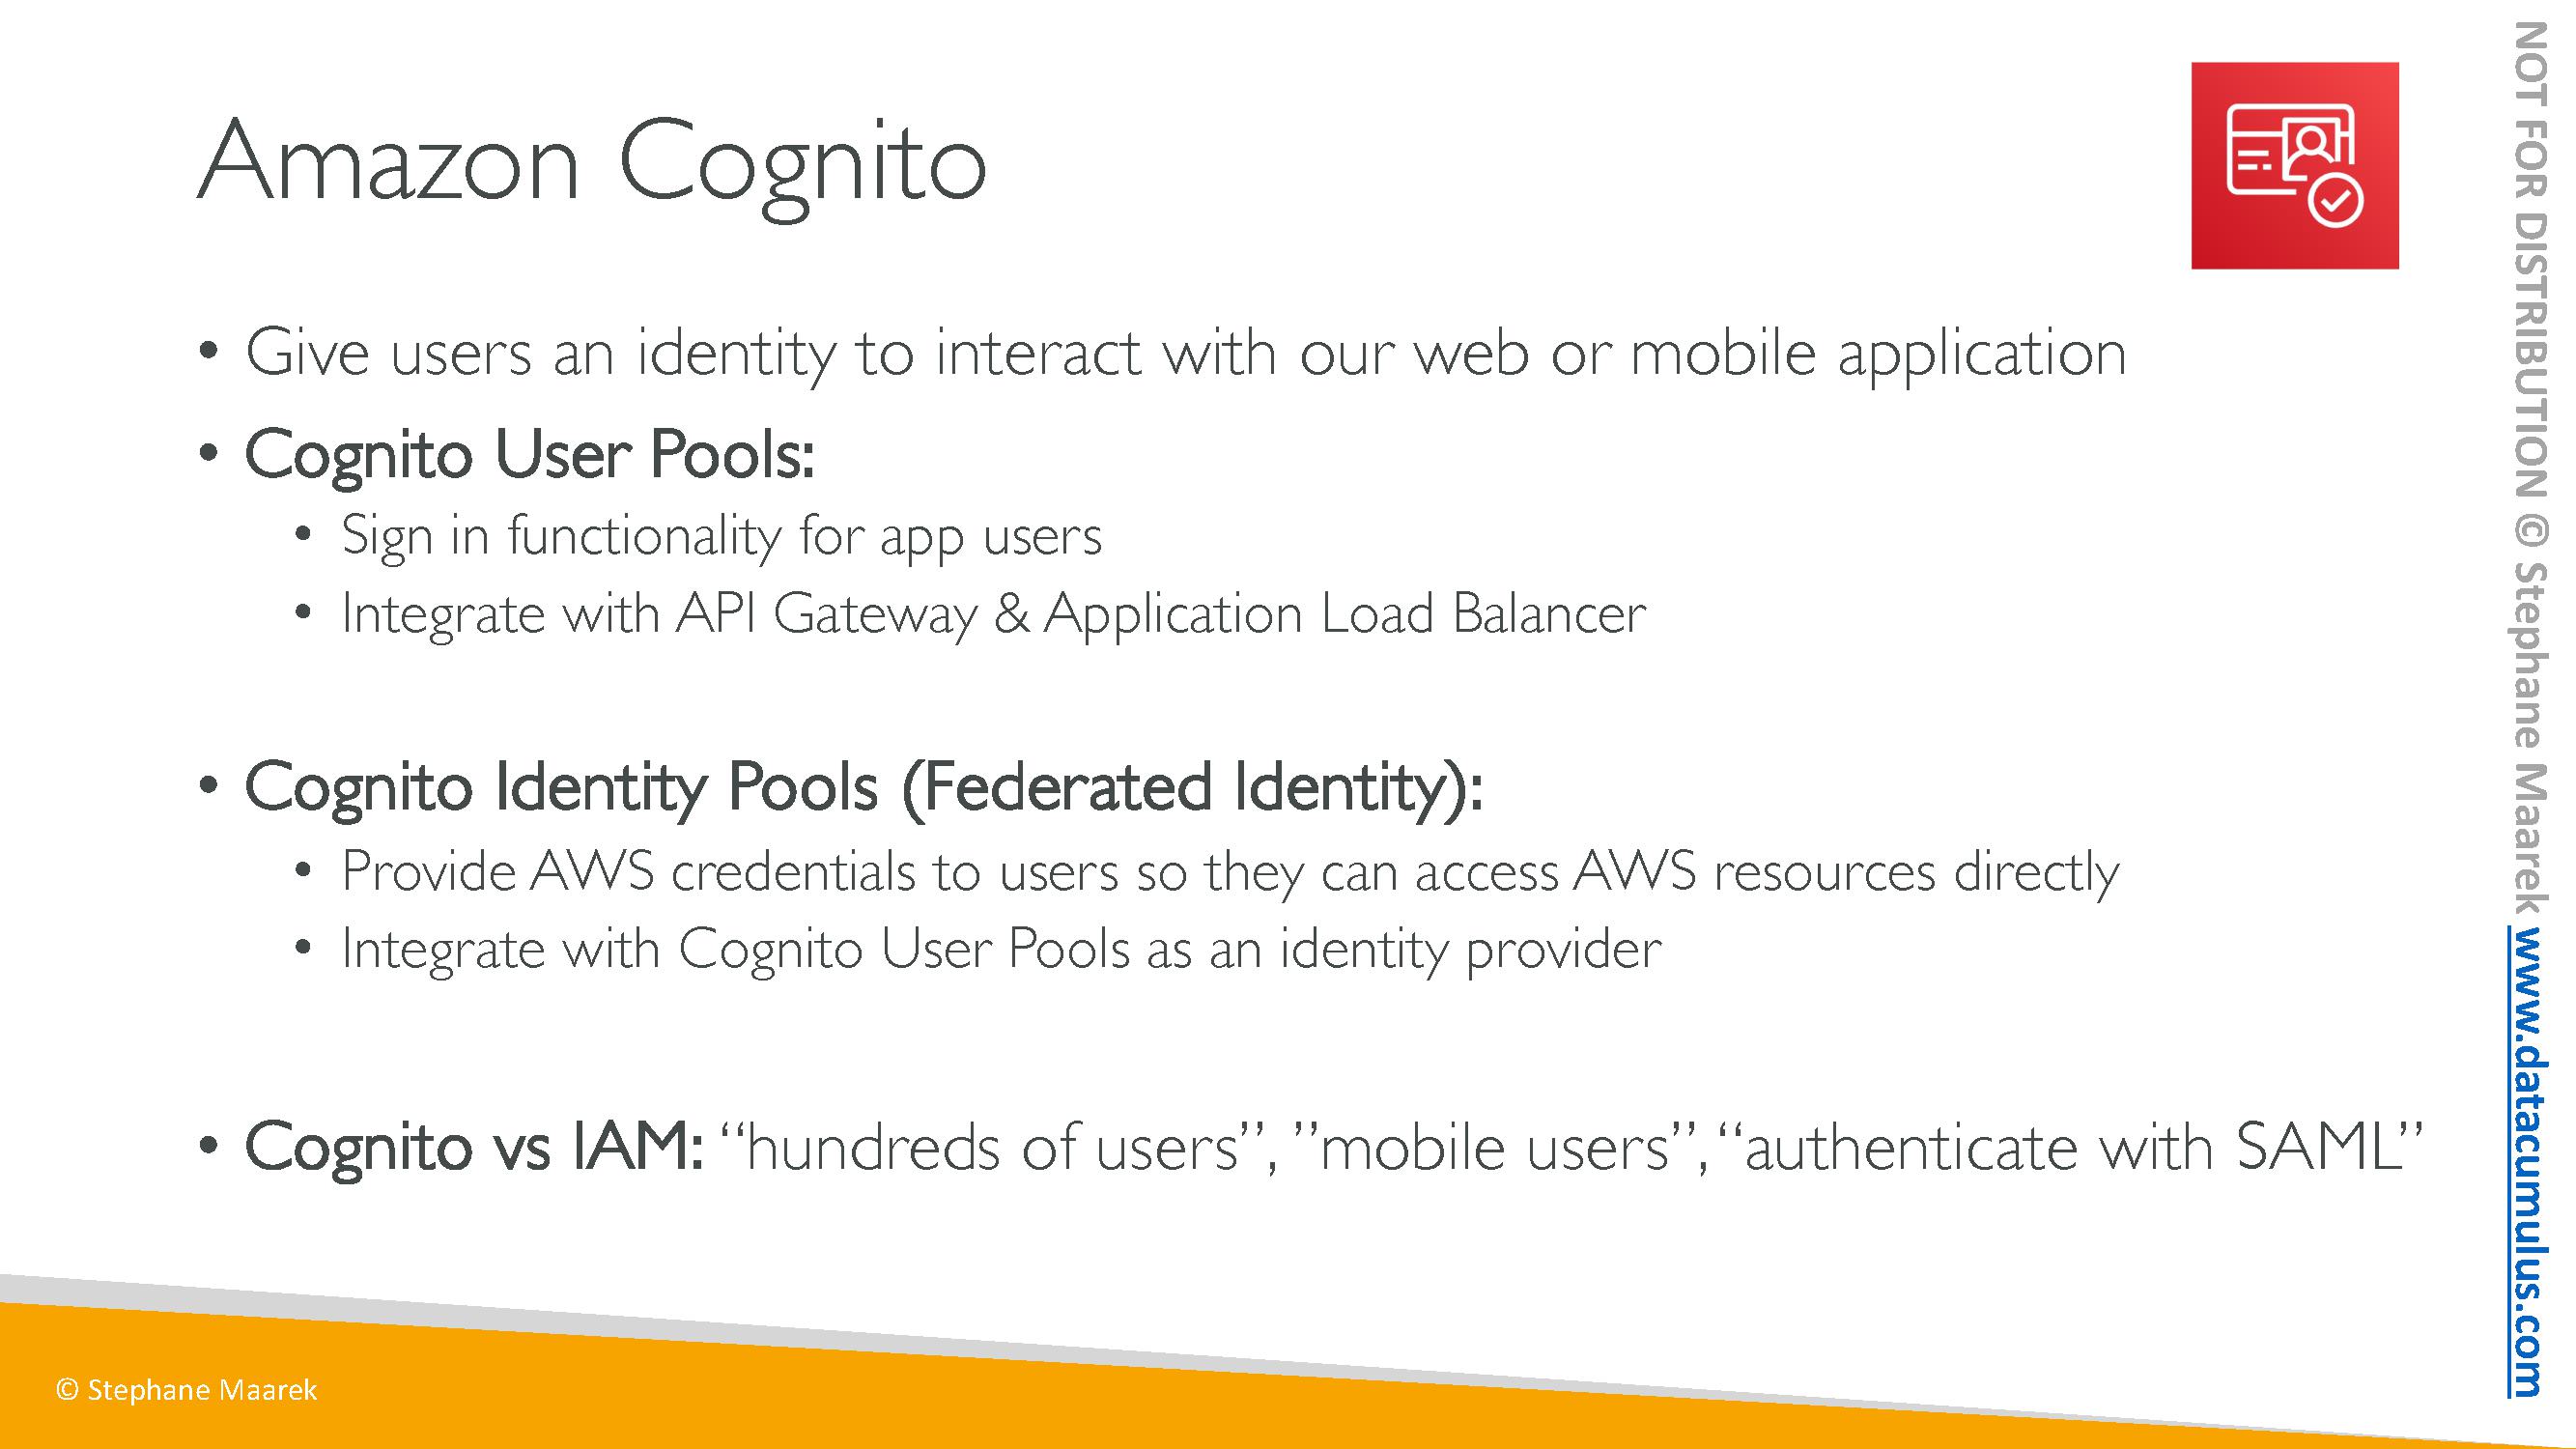 Amazon Cognito
• Give users an identity to interact with our web or mobile application
• Cognito User Pools:
• Sign in functionality for app users
• Integrate with API Gateway & Application Load Balancer
• Cognito Identity Pools (Federated Identity):
• Provide AWS credentials to users so they can access AWS resources directly
• Integrate with Cognito User Pools as an identity provider
• Cognito vs IAM: “hundreds of users”, ”mobile users”, “authenticate with SAML”
© Stephane Maarek
NOT FOR DISTRIBUTION © Stephane Maarek www.datacumulus.com